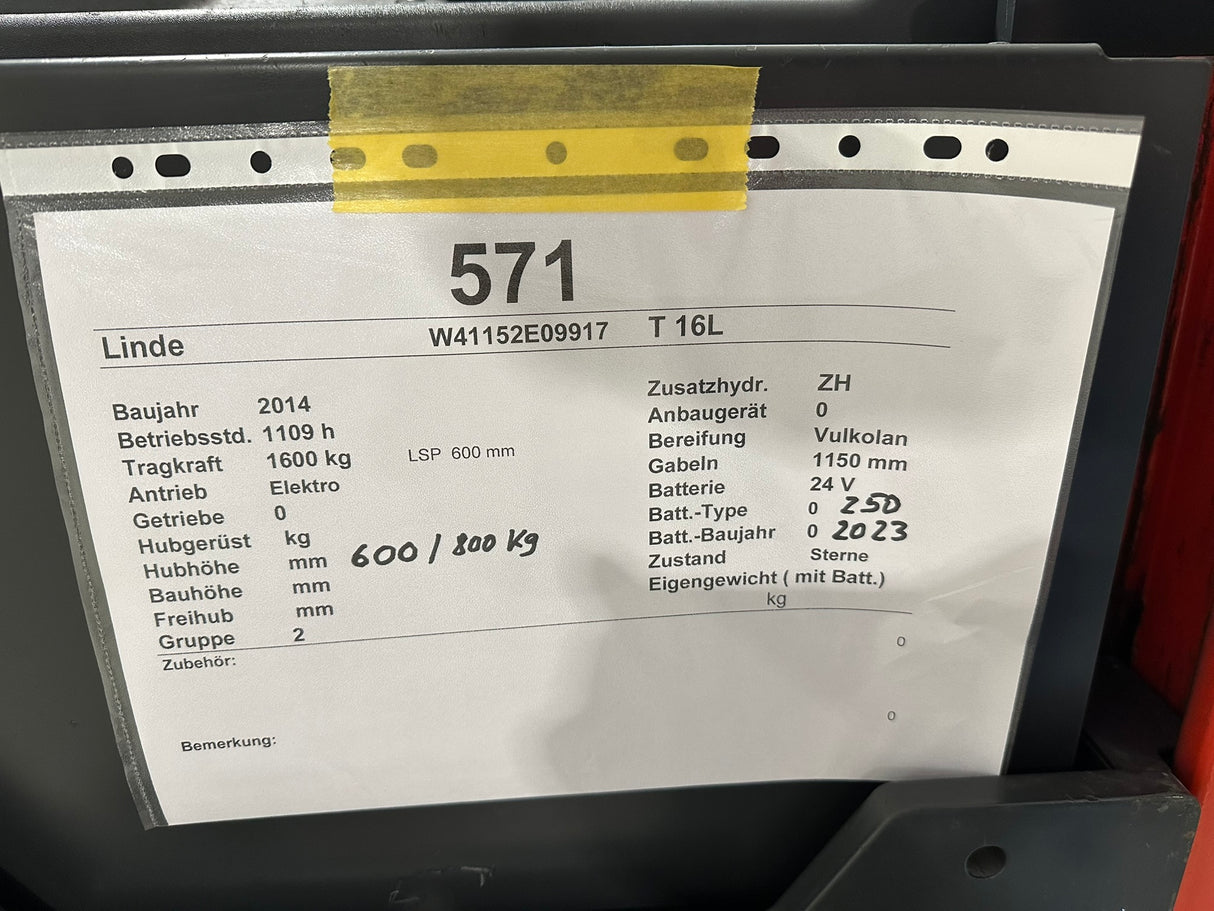 571
Linde W41152E09917 T 16L
Baujahr 2014
Betriebsstd. 1109 h
Tragkraft 1600 kg LSP 600 mm
Antrieb Elektro
Getriebe 0
Hubgerüst kg
Hubhöhe mm 600 / 800 Kg
Bauhöhe mm
Freihub mm
Gruppe 2
Zusatzhydr. ZH
Anbaugerät 0
Bereifung Vulkolan
Gabeln 1150 mm
Batterie 24 V
Batt.-Type 0 250
Batt.-Baujahr 0 2023
Zustand Sterne
Eigengewicht ( mit Batt.)
kg
Zubehör:
0
0
Bemerkung: